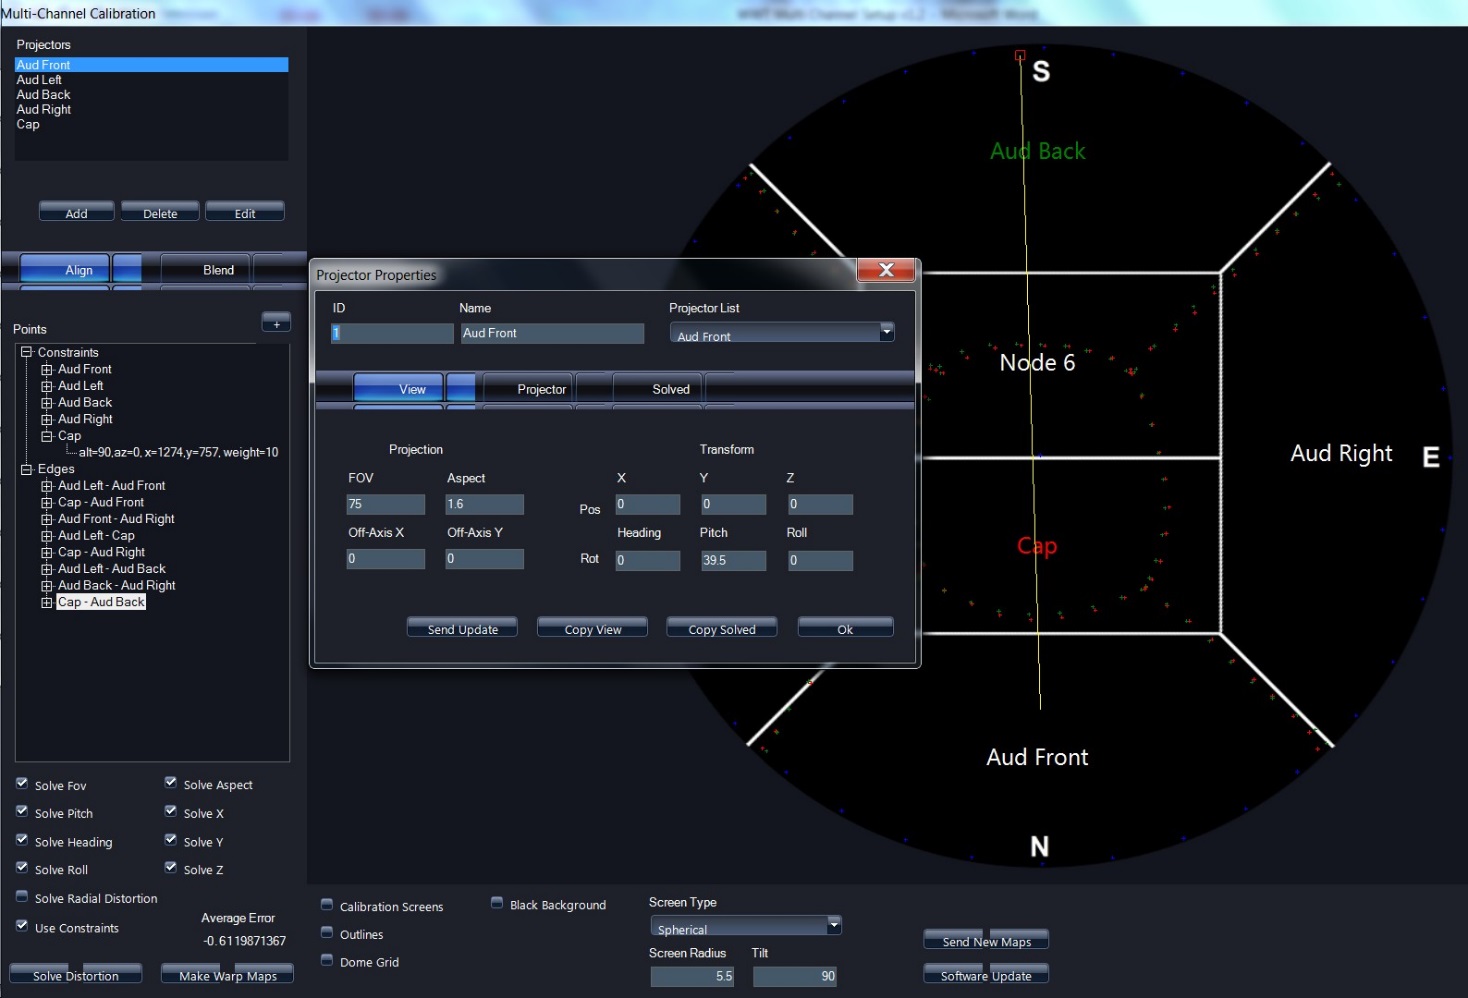 Multi-Channel Calibration
WWT Multi-Channel Setup v1.2 - Microsoft Word
Projectors
Aud Front
Aud Left
Aud Back
Aud Right
Cap
Add Delete Edit
Align Blend
Points
+
Constraints
Aud Front
Aud Left
Aud Back
Aud Right
Cap
alt=90,az=0, x=1274,y=757, weight=10
Edges
Aud Left - Aud Front
Cap - Aud Front
Aud Front - Aud Right
Aud Left - Cap
Cap - Aud Right
Aud Left - Aud Back
Aud Back - Aud Right
Cap - Aud Back
Solve Fov Solve Aspect
Solve Pitch Solve X
Solve Heading Solve Y
Solve Roll Solve Z
Solve Radial Distortion
Use Constraints
Average Error
-0.6119871367
Solve Distortion Make Warp Maps
Projector Properties
X
ID Name Projector List
1 Aud Front Aud Front
View Projector Solved
Projection Transform
FOV Aspect X Y Z
75 1.6 Pos 0 0 0
Off-Axis X Off-Axis Y Heading Pitch Roll
0 0 Rot 0 39.5 0
Send Update Copy View Copy Solved Ok
S
Aud Back
Node 6
Aud Right E
Cap
Aud Front
N
Calibration Screens Black Background
Outlines
Dome Grid
Screen Type
Spherical
Screen Radius Tilt
5.5 90
Send New Maps
Software Update